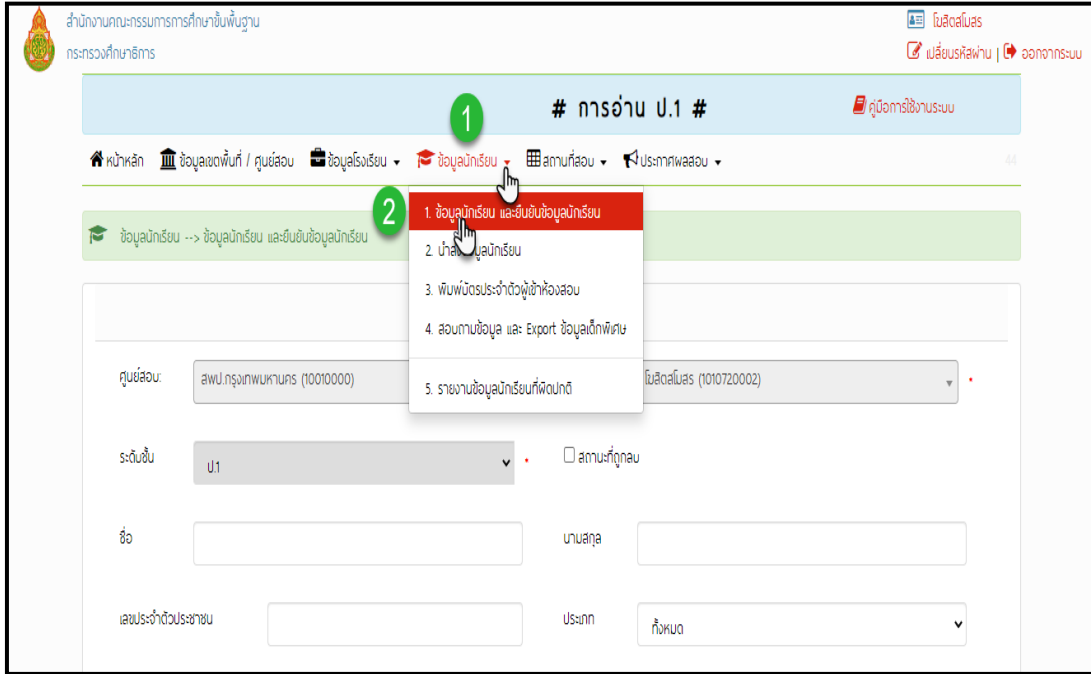 สำนักงานคณะกรรมการการศึกษาขั้นพื้นฐาน
กระทรวงศึกษาธิการ
โฆสิตสโมสร
เปลี่ยนรหัสผ่าน | ออกจากระบบ
# การอ่าน ป.1 #
คู่มือการใช้งานระบบ
1
หน้าหลัก ข้อมูลเขตพื้นที่ / ศูนย์สอบ ข้อมูลโรงเรียน ข้อมูลนักเรียน สถานที่สอบ ประกาศผลสอบ 44
2
1. ข้อมูลนักเรียน และยืนยันข้อมูลนักเรียน
ข้อมูลนักเรียน --> ข้อมูลนักเรียน และยืนยันข้อมูลนักเรียน
2. นำส่งข้อมูลนักเรียน
3. พิมพ์บัตรประจำตัวผู้เข้าห้องสอบ
4. สอบถามข้อมูล และ Export ข้อมูลเด็กพิเศษ
5. รายงานข้อมูลนักเรียนที่ผิดปกติ
ศูนย์สอบ: สพป.กรุงเทพมหานคร (10010000) โฆสิตสโมสร (1010720002) *
ระดับชั้น ป.1 * สถานะที่ถูกลบ
ชื่อ นามสกุล
เลขประจำตัวประชาชน ประเภท ทั้งหมด